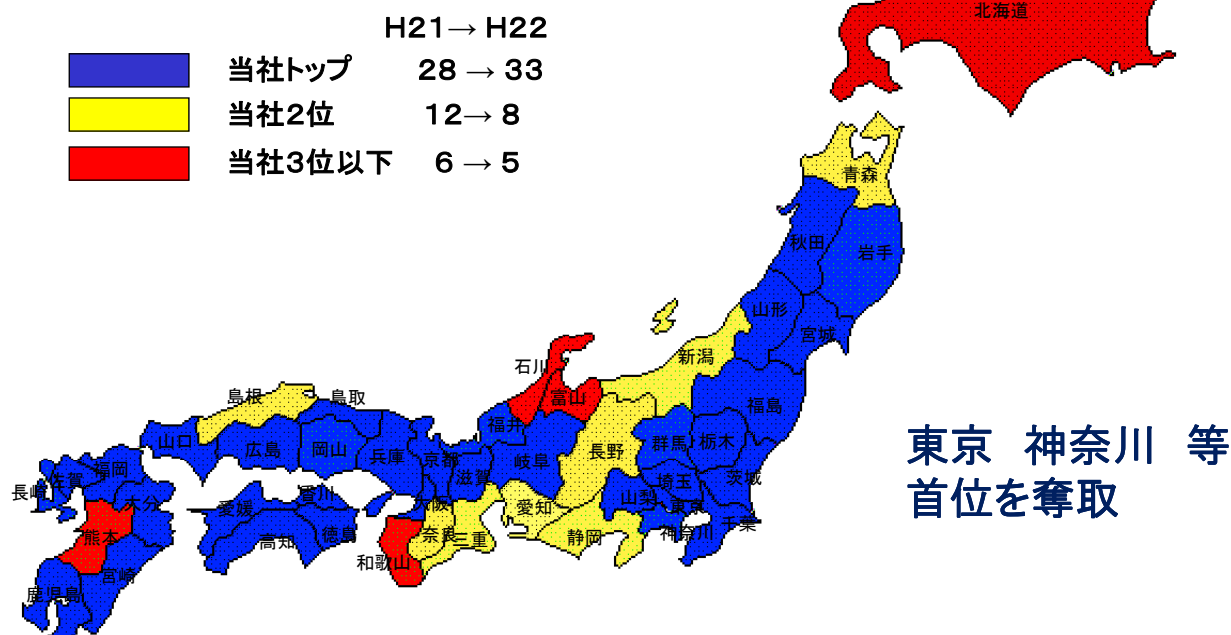 北海道
H21→ H22
当社トップ 28 → 33
当社2位 12→ 8
当社3位以下 6 → 5
青森
秋田
岩手
山形
宮城
新潟
石川
富山
福島
島根
鳥取
福井
長野
群馬
栃木
山口
広島
岡山
兵庫
京都
滋賀
岐阜
埼玉
茨城
福岡
佐賀
長崎
大分
愛媛
香川
大阪
愛知
山梨
東京
千葉
熊本
高知
徳島
奈良
三重
静岡
神奈川
和歌山
宮崎
鹿児島
東京 神奈川 等
首位を奪取